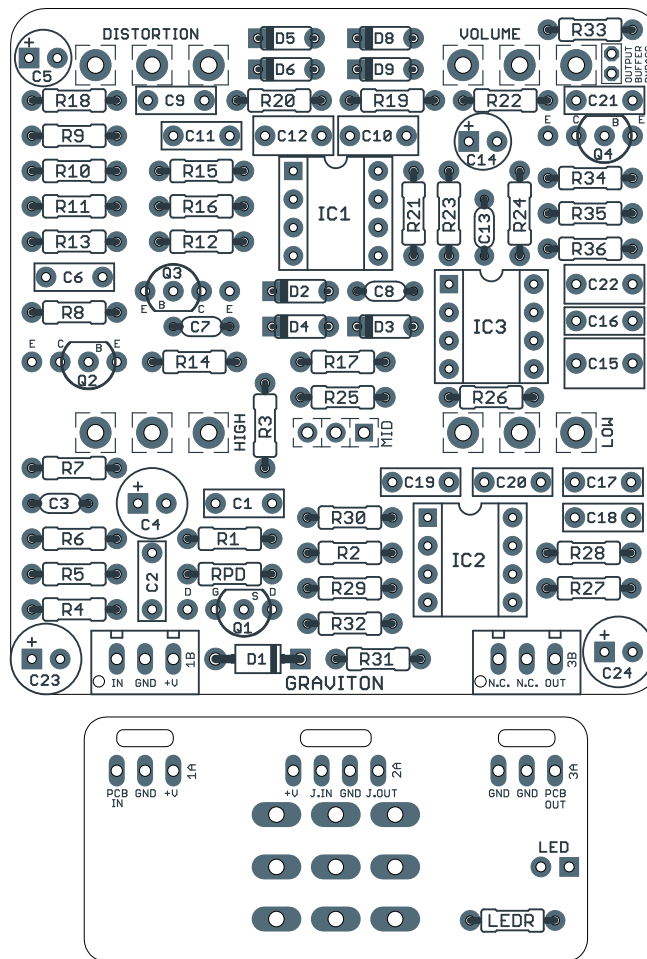 DISTORTION
D5
D8
VOLUME
R33
+
C5
D6
D9
OUTPUT
BUFFER
BYPASS
R18
C9
R20
R19
R22
C21
R9
C11
C12
C10
+
C14
E
C
B
E
Q4
R10
R15
R34
R11
R16
IC1
R21
R23
C13
R24
R35
R13
R12
R36
C6
Q3
E
B
C
E
D2
C8
C22
R8
C7
D4
D3
IC3
C16
E
C
B
E
Q2
R14
R17
C15
R25
R26
HIGH
R3
MID
LOW
R7
C19
C20
C17
C3
+
C4
C1
R30
C18
R6
R1
R2
IC2
R28
R5
C2
RPD
R29
R27
R4
D
G
S
D
Q1
R32
+
C23
IN
GND
+V
1B
D1
R31
N.C.
N.C.
OUT
3B
+
C24
GRAVITON
PCB
IN
GND
+V
1A
+V
J.IN
GND
J.OUT
2A
GND
GND
PCB
OUT
3A
LED
LEDR